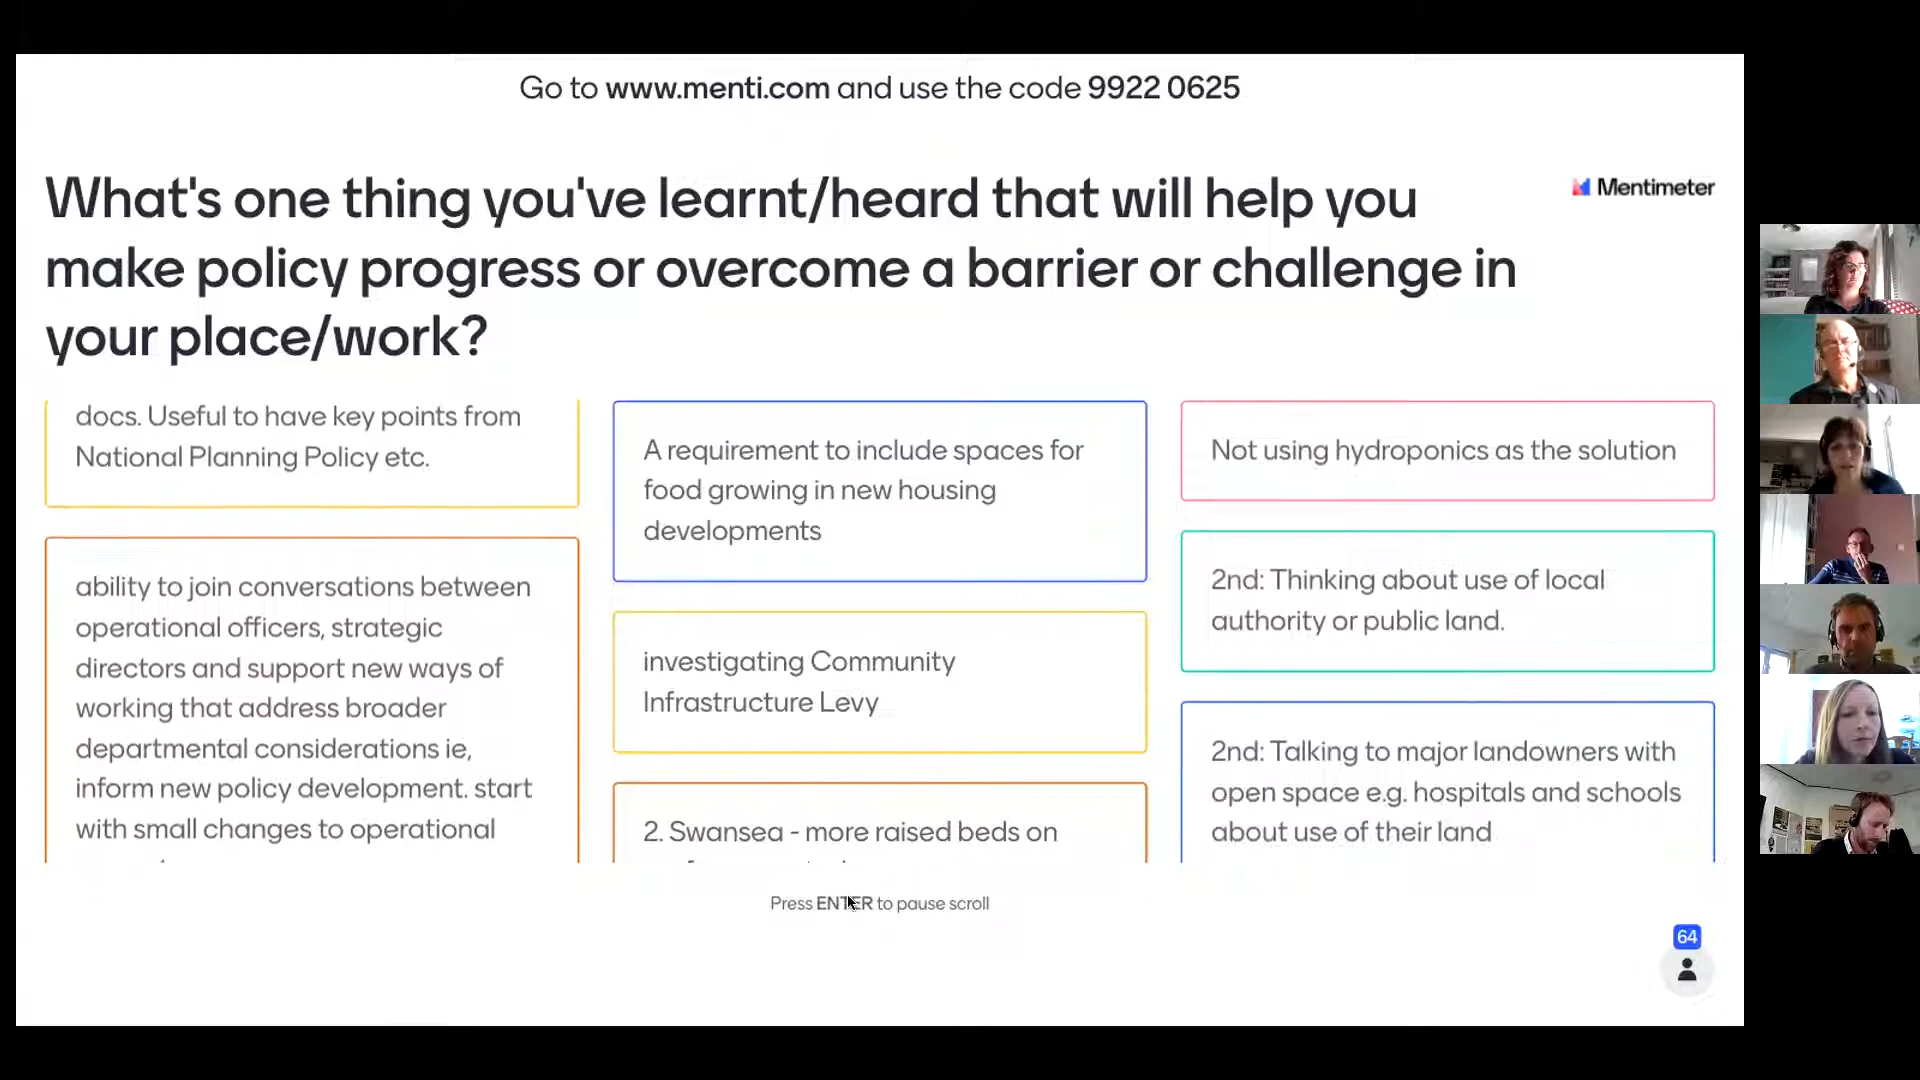 Go to www.menti.com and use the code 9922 0625
What's one thing you've learnt/heard that will help you
make policy progress or overcome a barrier or challenge in
your place/work?
Mentimeter
docs. Useful to have key points from
National Planning Policy etc.
ability to join conversations between
operational officers, strategic
directors and support new ways of
working that address broader
departmental considerations ie,
inform new policy development. start
with small changes to operational
A requirement to include spaces for
food growing in new housing
developments
investigating Community
Infrastructure Levy
2. Swansea - more raised beds on
Not using hydroponics as the solution
2nd: Thinking about use of local
authority or public land.
2nd: Talking to major landowners with
open space e.g. hospitals and schools
about use of their land
Press ENTER to pause scroll
64